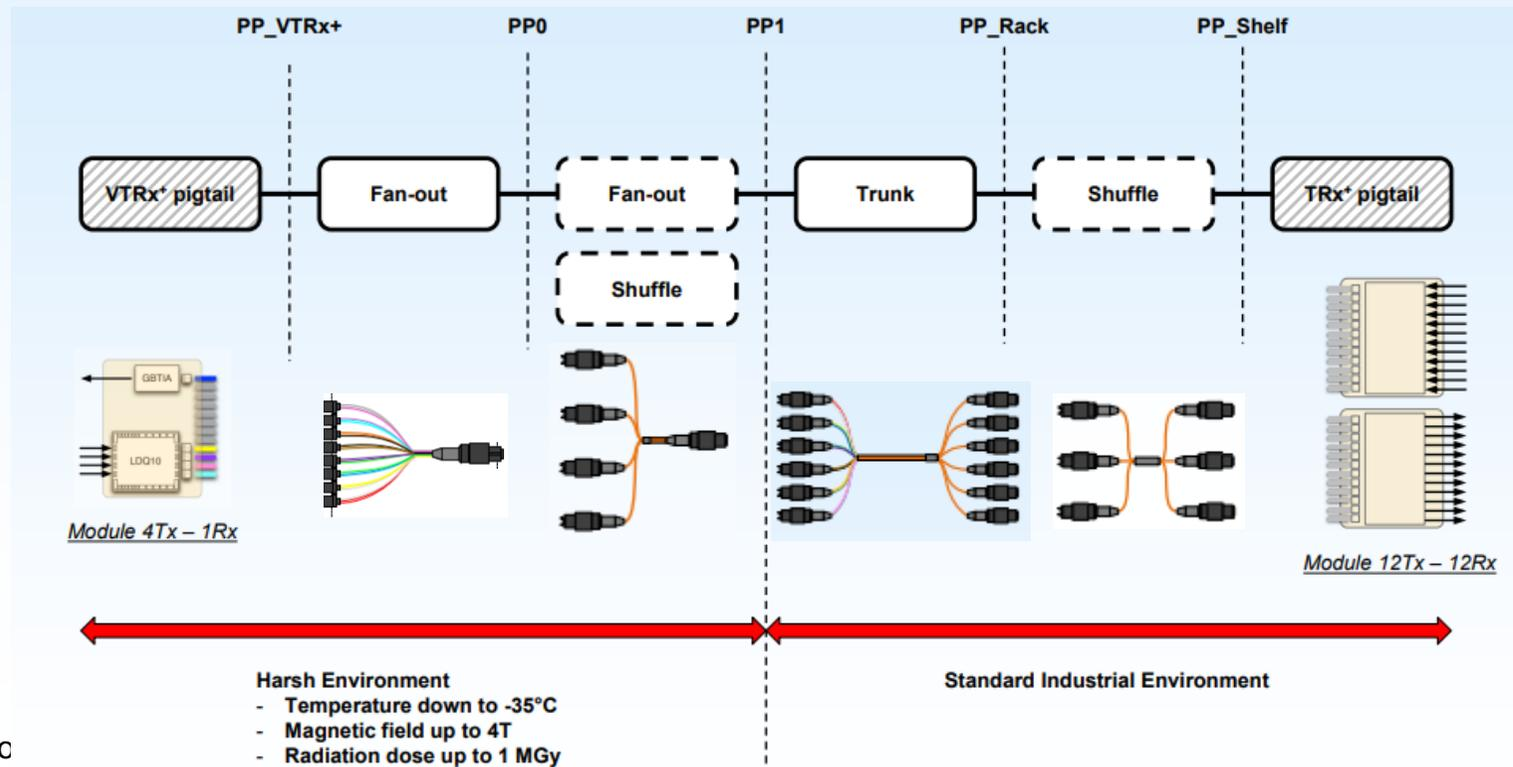 PP_VTRx+ PP0 PP1 PP_Rack PP_Shelf
VTRx⁺ pigtail Fan-out Fan-out Trunk Shuffle TRx⁺ pigtail
Shuffle
GBTIA
LDQ10
Module 4Tx – 1Rx
Module 12Tx – 12Rx
Harsh Environment
- Temperature down to -35°C
- Magnetic field up to 4T
- Radiation dose up to 1 MGy
Standard Industrial Environment